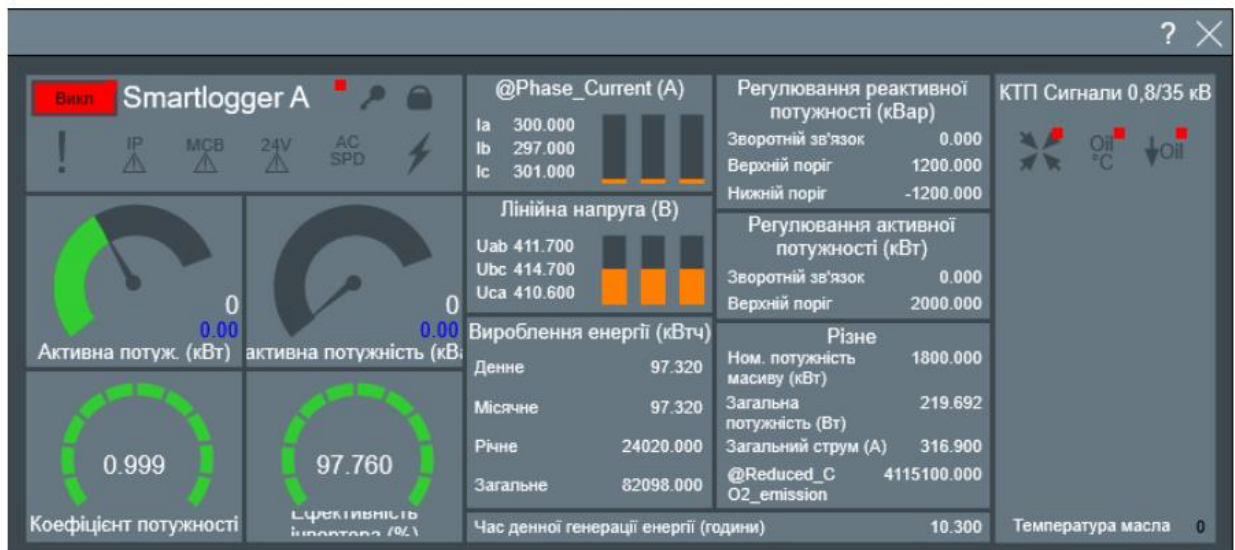 ? ×
Викл
Smartlogger A
! IP MCB 24V AC SPD
0
0.00
Активна потуж. (кВт)
0
0.00
активна потужність (кВа
0.999
Коефіцієнт потужності
97.760
Ефективність
інвертора (%)
@Phase_Current (A)
Ia 300.000
Ib 297.000
Ic 301.000
Лінійна напруга (В)
Uab 411.700
Ubc 414.700
Uca 410.600
Вироблення енергії (кВтч)
Денне 97.320
Місячне 97.320
Річне 24020.000
Загальне 82098.000
Регулювання реактивної
потужності (кВар)
Зворотній зв'язок 0.000
Верхній поріг 1200.000
Нижній поріг -1200.000
Регулювання активної
потужності (кВт)
Зворотній зв'язок 0.000
Верхній поріг 2000.000
Різне
Ном. потужність 1800.000
масиву (кВт)
Загальна 219.692
потужність (Вт)
Загальний струм (А) 316.900
@Reduced_C 4115100.000
O2_emission
Час денної генерації енергії (години) 10.300
КТП Сигнали 0,8/35 кВ
Oil °C Oil
Температура масла 0